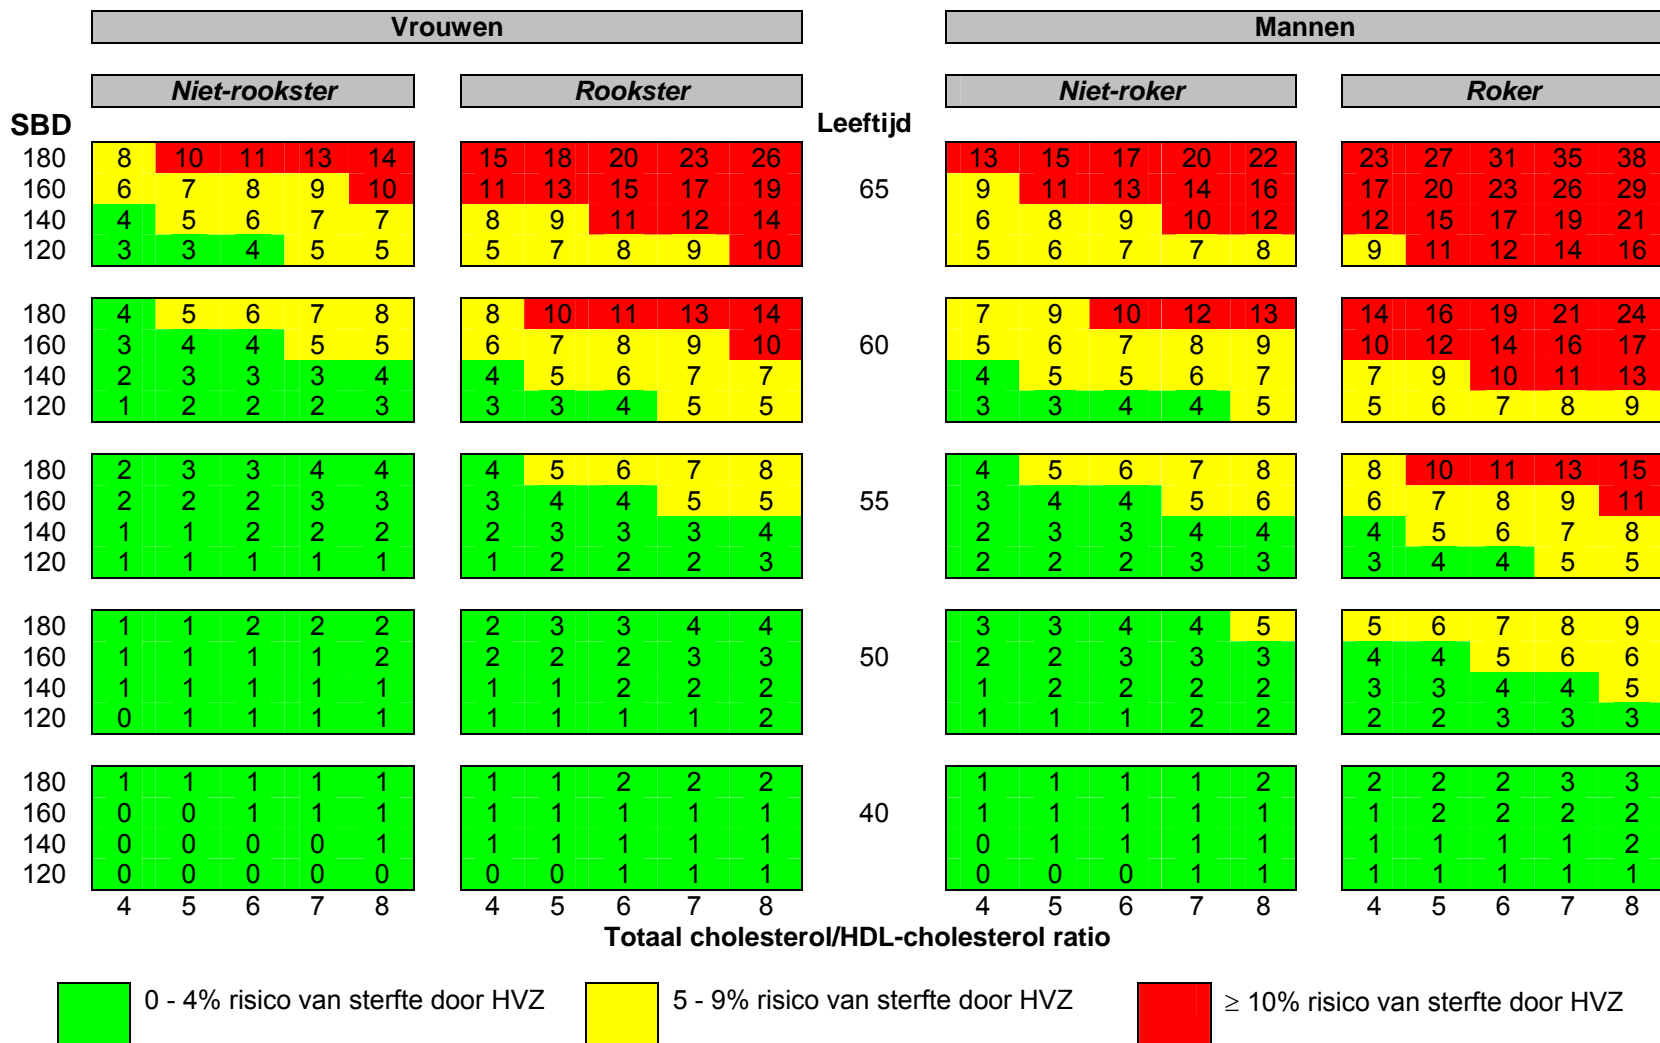 Vrouwen Mannen
Niet-rookster Rookster Niet-roker Roker
SBD Leeftijd
180 8 10 11 13 14 15 18 20 23 26 13 15 17 20 22 23 27 31 35 38
160 6 7 8 9 10 11 13 15 17 19 65 9 11 13 14 16 17 20 23 26 29
140 4 5 6 7 7 8 9 11 12 14 6 8 9 10 12 12 15 17 19 21
120 3 3 4 5 5 5 7 8 9 10 5 6 7 7 8 9 11 12 14 16
180 4 5 6 7 8 8 10 11 13 14 7 9 10 12 13 14 16 19 21 24
160 3 4 4 5 5 6 7 8 9 10 60 5 6 7 8 9 10 12 14 16 17
140 2 3 3 3 4 4 5 6 7 7 4 5 5 6 7 7 9 10 11 13
120 1 2 2 2 3 3 3 4 5 5 3 3 4 4 5 5 6 7 8 9
180 2 3 3 4 4 4 5 6 7 8 4 5 6 7 8 8 10 11 13 15
160 2 2 2 3 3 3 4 4 5 5 55 3 4 4 5 6 6 7 8 9 11
140 1 1 2 2 2 2 3 3 3 4 2 3 3 4 4 4 5 6 7 8
120 1 1 1 1 1 1 2 2 2 3 2 2 2 3 3 3 4 4 5 5
180 1 1 2 2 2 2 3 3 4 4 3 3 4 4 5 5 6 7 8 9
160 1 1 1 1 2 2 2 2 3 3 50 2 2 3 3 3 4 4 5 6 6
140 1 1 1 1 1 1 1 2 2 2 1 2 2 2 2 3 3 4 4 5
120 0 1 1 1 1 1 1 1 1 2 1 1 1 2 2 2 2 3 3 3
180 1 1 1 1 1 1 1 2 2 2 1 1 1 1 2 2 2 2 3 3
160 0 0 1 1 1 1 1 1 1 1 40 1 1 1 1 1 1 2 2 2 2
140 0 0 0 0 1 1 1 1 1 1 0 1 1 1 1 1 1 1 1 2
120 0 0 0 0 0 0 0 1 1 1 0 0 0 1 1 1 1 1 1 1
4 5 6 7 8 4 5 6 7 8 4 5 6 7 8 4 5 6 7 8
Totaal cholesterol/HDL-cholesterol ratio
0 - 4% risico van sterfte door HVZ 5 - 9% risico van sterfte door HVZ ≥ 10% risico van sterfte door HVZ